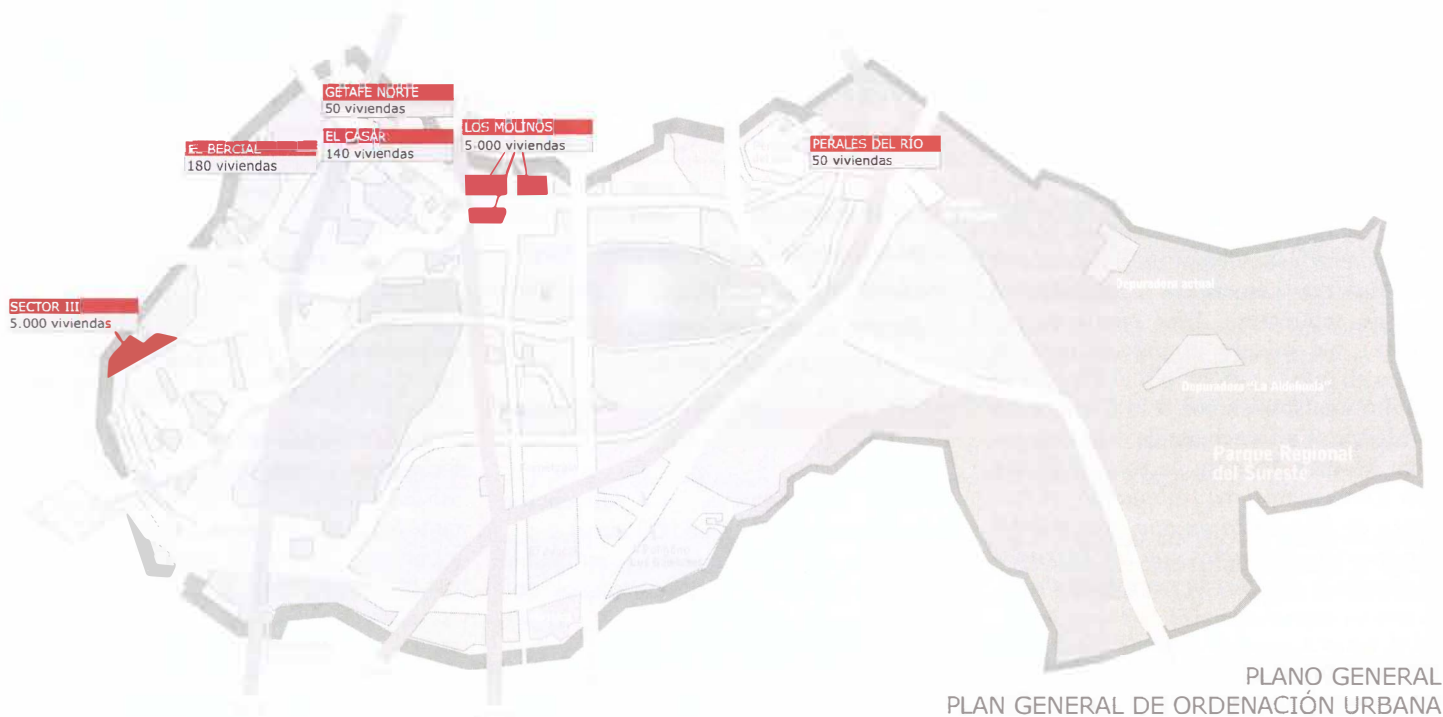 GETAFE NORTE
50 viviendas
EL CASAR
140 viviendas
EL BERCIAL
180 viviendas
LOS MOLINOS
5.000 viviendas
PERALES DEL RÍO
50 viviendas
SECTOR III
5.000 viviendas
Depuradora actual
Depuradora "La Aldehuela"
Parque Regional
del Sureste
PLANO GENERAL
PLAN GENERAL DE ORDENACIÓN URBANA